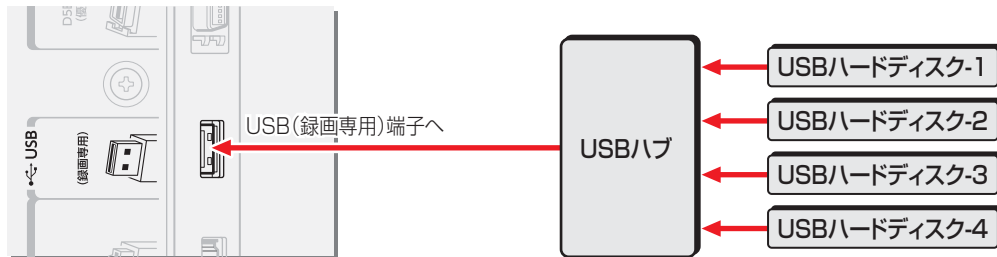 USB
(録画専用)
USB(録画専用)端子へ
USBハブ
USBハードディスク-1
USBハードディスク-2
USBハードディスク-3
USBハードディスク-4